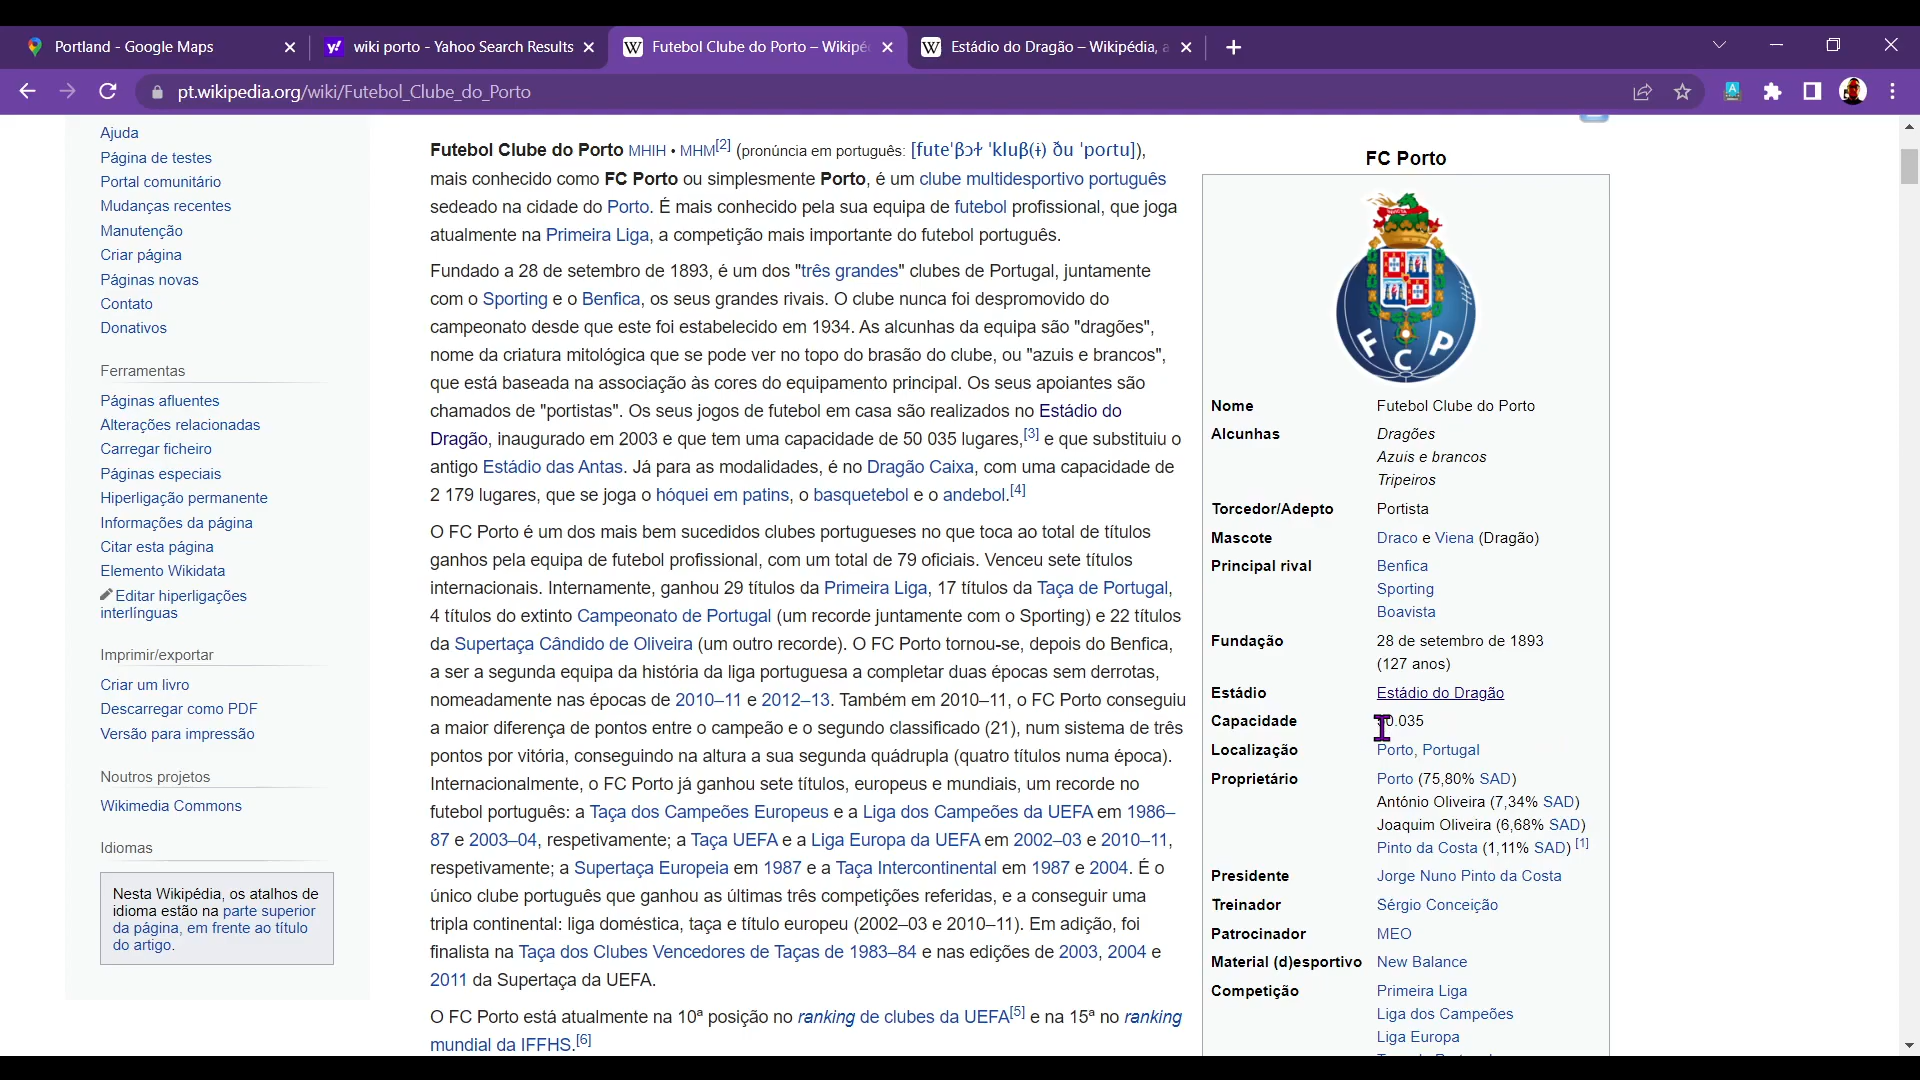 Portland - Google Maps
wiki porto - Yahoo Search Results
Futebol Clube do Porto – Wikipé
Estádio do Dragão – Wikipédia, a
pt.wikipedia.org/wiki/Futebol_Clube_do_Porto
Ajuda
Página de testes
Portal comunitário
Mudanças recentes
Manutenção
Criar página
Páginas novas
Contato
Donativos
Ferramentas
Páginas afluentes
Alterações relacionadas
Carregar ficheiro
Páginas especiais
Hiperligação permanente
Informações da página
Citar esta página
Elemento Wikidata
Editar hiperligações
interlínguas
Imprimir/exportar
Criar um livro
Descarregar como PDF
Versão para impressão
Noutros projetos
Wikimedia Commons
Idiomas
Nesta Wikipédia, os atalhos de
idioma estão na parte superior
da página, em frente ao título
do artigo.
Futebol Clube do Porto MHIH • MHM[2] (pronúncia em português: [futeˈβɔɫ ˈkluβ(ɨ) ðu ˈpoɾtu]),
mais conhecido como FC Porto ou simplesmente Porto, é um clube multidesportivo português
sedeado na cidade do Porto. É mais conhecido pela sua equipa de futebol profissional, que joga
atualmente na Primeira Liga, a competição mais importante do futebol português.
Fundado a 28 de setembro de 1893, é um dos "três grandes" clubes de Portugal, juntamente
com o Sporting e o Benfica, os seus grandes rivais. O clube nunca foi despromovido do
campeonato desde que este foi estabelecido em 1934. As alcunhas da equipa são "dragões",
nome da criatura mitológica que se pode ver no topo do brasão do clube, ou "azuis e brancos",
que está baseada na associação às cores do equipamento principal. Os seus apoiantes são
chamados de "portistas". Os seus jogos de futebol em casa são realizados no Estádio do
Dragão, inaugurado em 2003 e que tem uma capacidade de 50 035 lugares,[3] e que substituiu o
antigo Estádio das Antas. Já para as modalidades, é no Dragão Caixa, com uma capacidade de
2 179 lugares, que se joga o hóquei em patins, o basquetebol e o andebol.[4]
O FC Porto é um dos mais bem sucedidos clubes portugueses no que toca ao total de títulos
ganhos pela equipa de futebol profissional, com um total de 79 oficiais. Venceu sete títulos
internacionais. Internamente, ganhou 29 títulos da Primeira Liga, 17 títulos da Taça de Portugal,
4 títulos do extinto Campeonato de Portugal (um recorde juntamente com o Sporting) e 22 títulos
da Supertaça Cândido de Oliveira (um outro recorde). O FC Porto tornou-se, depois do Benfica,
a ser a segunda equipa da história da liga portuguesa a completar duas épocas sem derrotas,
nomeadamente nas épocas de 2010–11 e 2012–13. Também em 2010–11, o FC Porto conseguiu
a maior diferença de pontos entre o campeão e o segundo classificado (21), num sistema de três
pontos por vitória, conseguindo na altura a sua segunda quádrupla (quatro títulos numa época).
Internacionalmente, o FC Porto já ganhou sete títulos, europeus e mundiais, um recorde no
futebol português: a Taça dos Campeões Europeus e a Liga dos Campeões da UEFA em 1986–
87 e 2003–04, respetivamente; a Taça UEFA e a Liga Europa da UEFA em 2002–03 e 2010–11,
respetivamente; a Supertaça Europeia em 1987 e a Taça Intercontinental em 1987 e 2004. É o
único clube português que ganhou as últimas três competições referidas, e a conseguir uma
tripla continental: liga doméstica, taça e título europeu (2002–03 e 2010–11). Em adição, foi
finalista na Taça dos Clubes Vencedores de Taças de 1983–84 e nas edições de 2003, 2004 e
2011 da Supertaça da UEFA.
O FC Porto está atualmente na 10ª posição no ranking de clubes da UEFA[5] e na 15ª no ranking
mundial da IFFHS.[6]
FC Porto
FCP
Nome Futebol Clube do Porto
Alcunhas Dragões
Azuis e brancos
Tripeiros
Torcedor/Adepto Portista
Mascote Draco e Viena (Dragão)
Principal rival Benfica
Sporting
Boavista
Fundação 28 de setembro de 1893
(127 anos)
Estádio Estádio do Dragão
Capacidade 50.035
Localização Porto, Portugal
Proprietário Porto (75,80% SAD)
António Oliveira (7,34% SAD)
Joaquim Oliveira (6,68% SAD)
Pinto da Costa (1,11% SAD) [1]
Presidente Jorge Nuno Pinto da Costa
Treinador Sérgio Conceição
Patrocinador MEO
Material (d)esportivo New Balance
Competição Primeira Liga
Liga dos Campeões
Liga Europa